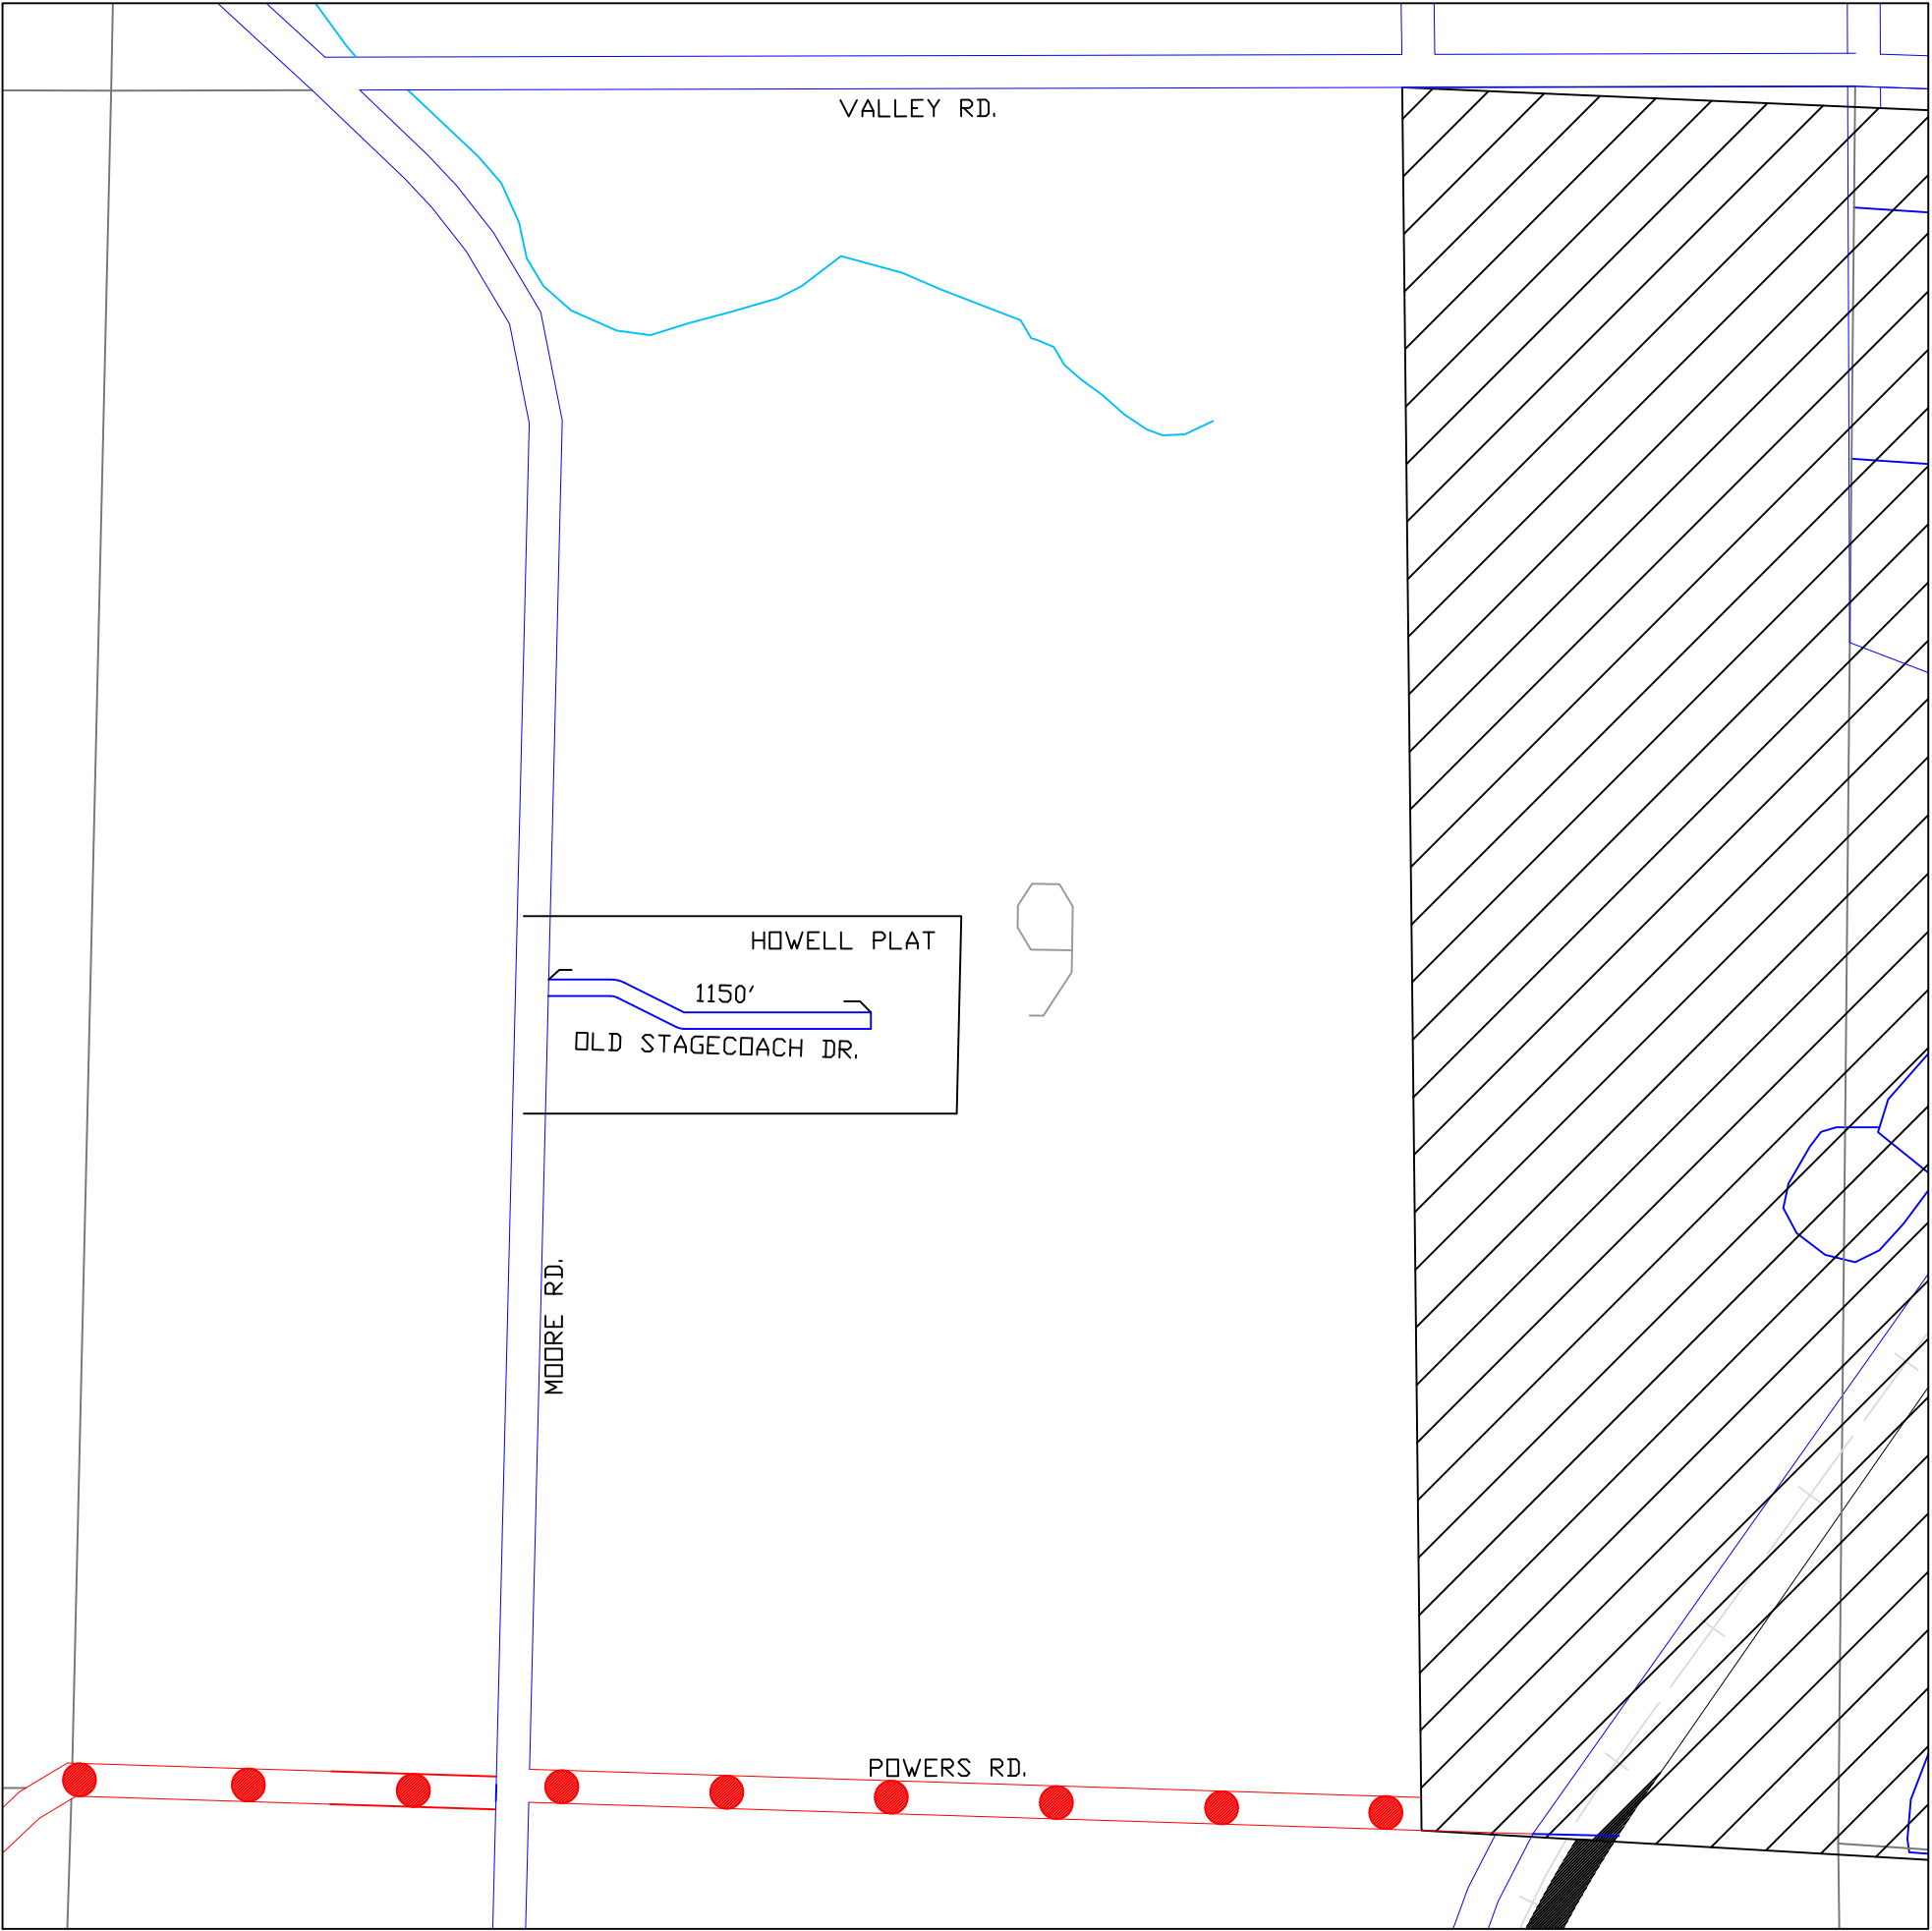 VALLEY RD.
9
HOWELL PLAT
1150'
OLD STAGECOACH DR.
MOORE RD.
POWERS RD.